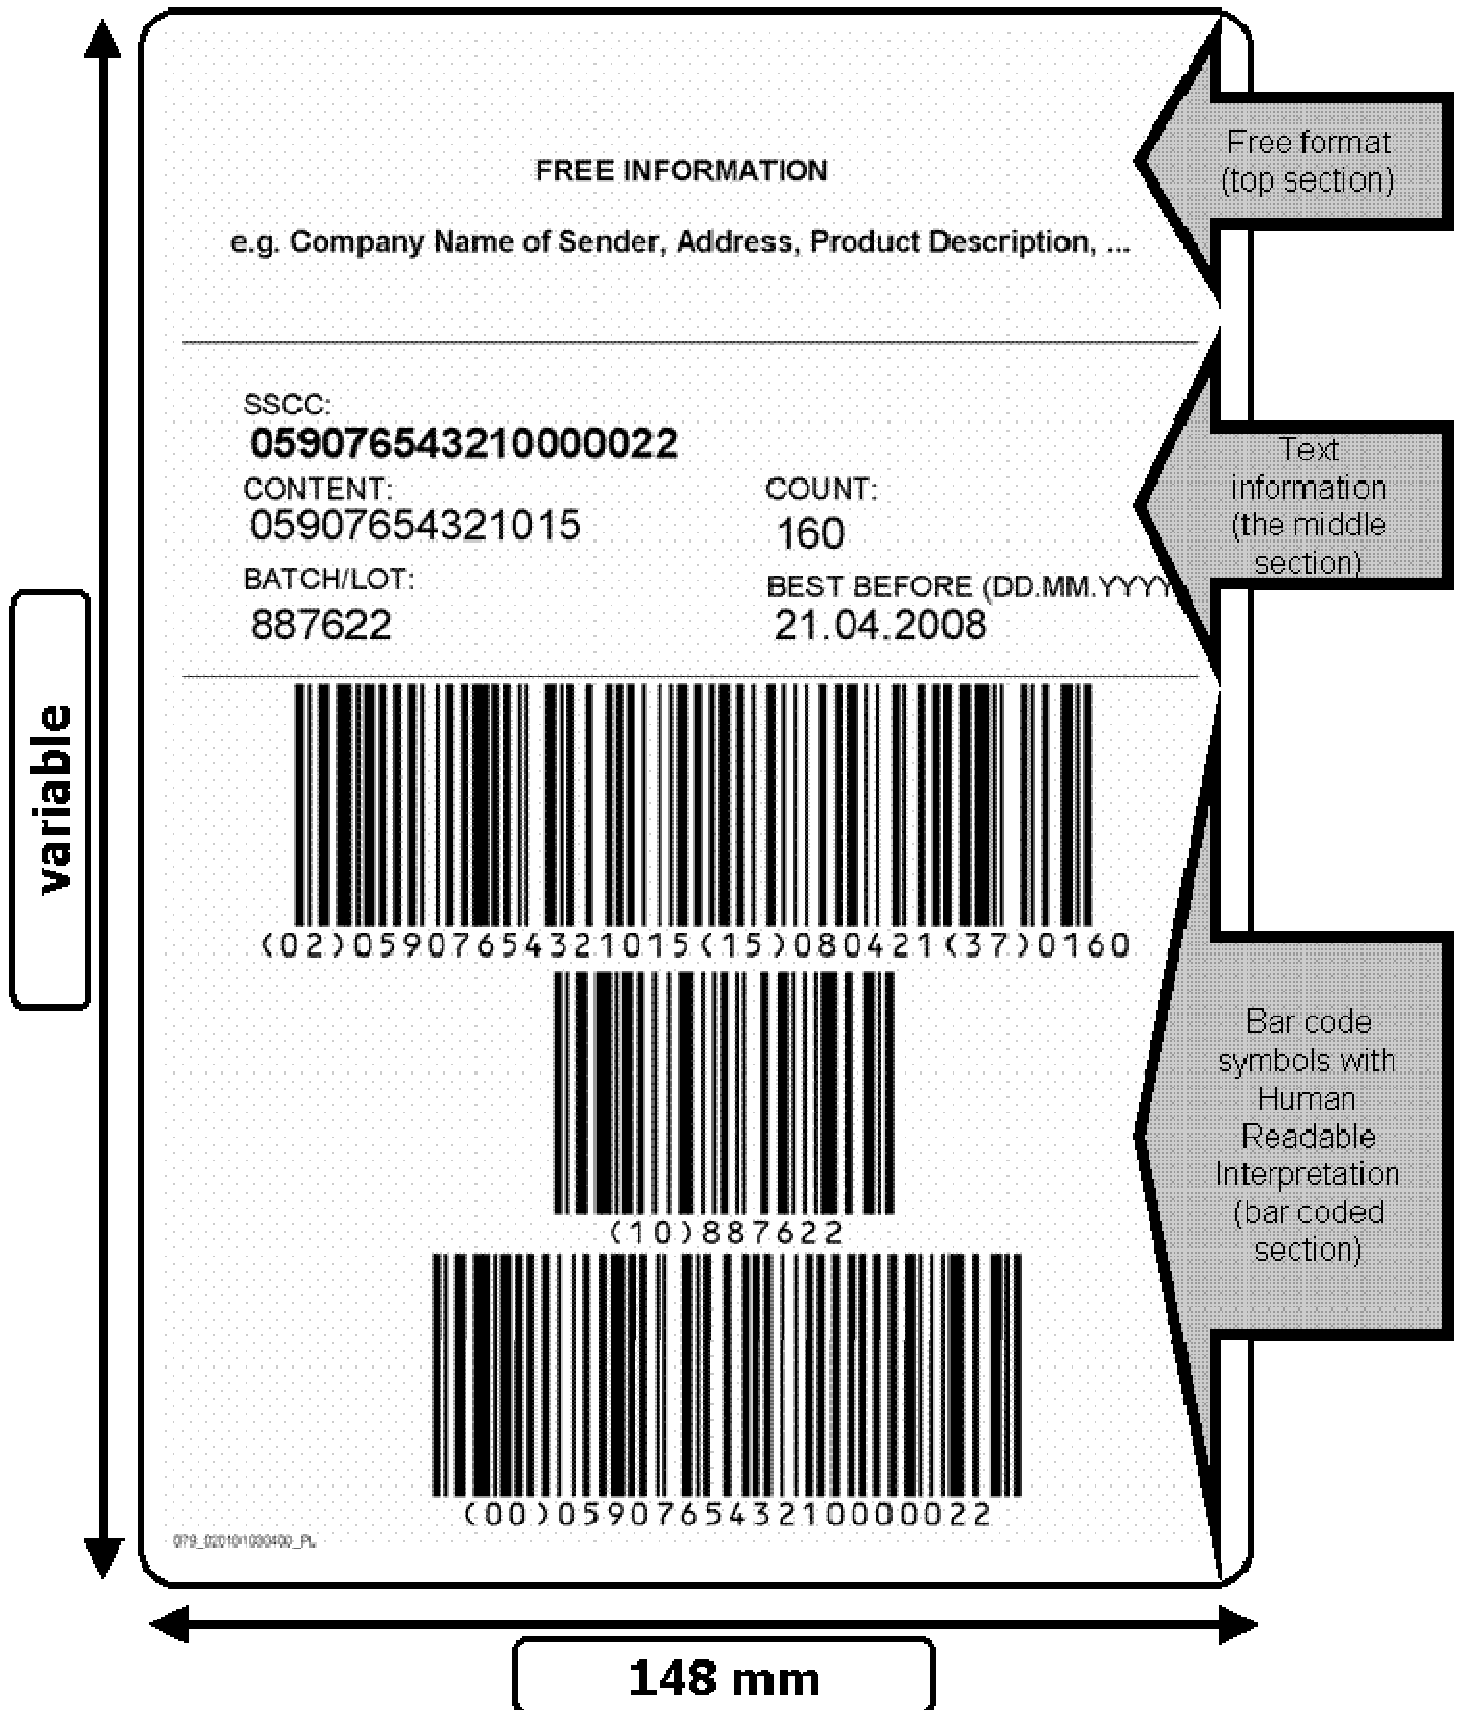 FREE INFORMATION
e.g. Company Name of Sender, Address, Product Description, ...
Free format
(top section)
SSCC:
059076543210000022
CONTENT:
05907654321015
COUNT:
160
BATCH/LOT:
887622
BEST BEFORE (DD.MM.YYYY
21.04.2008
Text
information
(the middle
section)
(02)05907654321015(15)080421(37)0160
(10)887622
(00)059076543210000022
Bar code
symbols with
Human
Readable
Interpretation
(bar coded
section)
variable
148 mm